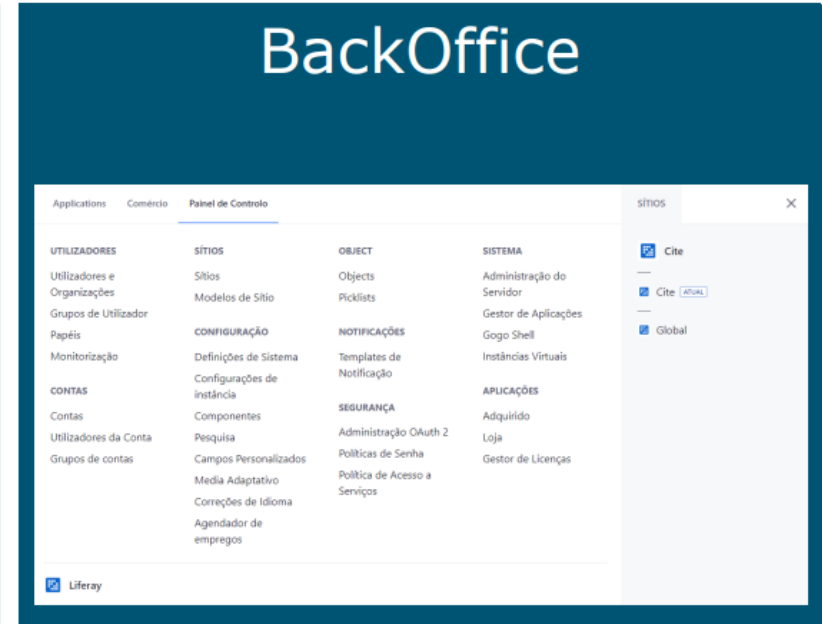 BackOffice
Applications Comércio Painel de Controlo
SÍTIOS
UTILIZADORES
Utilizadores e
Organizações
Grupos de Utilizador
Papéis
Monitorização
CONTAS
Contas
Utilizadores da Conta
Grupos de contas
SÍTIOS
Sítios
Modelos de Sítio
CONFIGURAÇÃO
Definições de Sistema
Configurações de
instância
Componentes
Pesquisa
Campos Personalizados
Media Adaptativo
Correções de Idioma
Agendador de
empregos
OBJECT
Objects
Picklists
NOTIFICAÇÕES
Templates de
Notificação
SEGURANÇA
Administração OAuth 2
Políticas de Senha
Política de Acesso a
Serviços
SISTEMA
Administração do
Servidor
Gestor de Aplicações
Gogo Shell
Instâncias Virtuais
APLICAÇÕES
Adquirido
Loja
Gestor de Licenças
Cite
Cite ATUAL
Global
Liferay